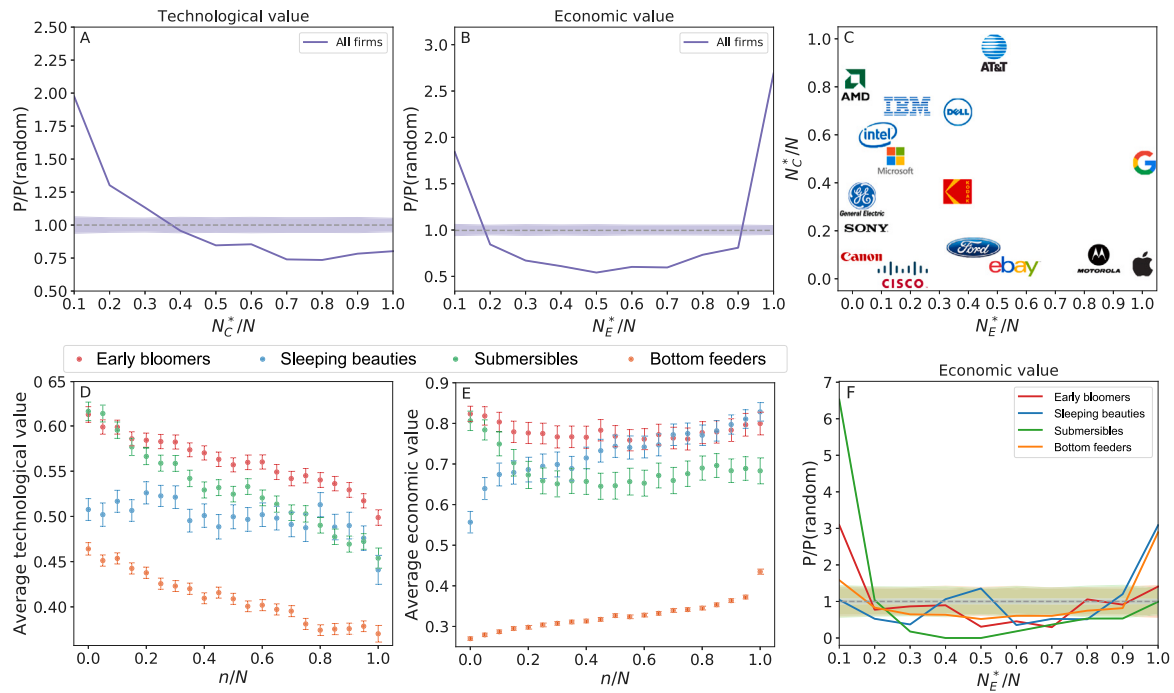 Technological value
A
All firms
P/P(random)
2.50
2.25
2.00
1.75
1.50
1.25
1.00
0.75
0.50
0.1 0.2 0.3 0.4 0.5 0.6 0.7 0.8 0.9 1.0
N_C^*/N
Economic value
B
All firms
P/P(random)
3.0
2.5
2.0
1.5
1.0
0.5
0.1 0.2 0.3 0.4 0.5 0.6 0.7 0.8 0.9 1.0
N_E^*/N
C
N_C^*/N
1.0
0.8
0.6
0.4
0.2
0.0
AT&T
AMD
IBM
DELL
intel
Microsoft
G
KODAK
General Electric
SONY
Ford
Canon
CISCO
ebay
MOTOROLA
0.0 0.1 0.2 0.3 0.4 0.5 0.6 0.7 0.8 0.9 1.0
N_E^*/N
Early bloomers Sleeping beauties Submersibles Bottom feeders
D
Average technological value
0.65
0.60
0.55
0.50
0.45
0.40
0.0 0.2 0.4 0.6 0.8 1.0
n/N
E
Average economic value
0.9
0.8
0.7
0.6
0.5
0.4
0.3
0.0 0.2 0.4 0.6 0.8 1.0
n/N
Economic value
F
Early bloomers
Sleeping beauties
Submersibles
Bottom feeders
P/P(random)
7
6
5
4
3
2
1
0
0.1 0.2 0.3 0.4 0.5 0.6 0.7 0.8 0.9 1.0
N_E^*/N